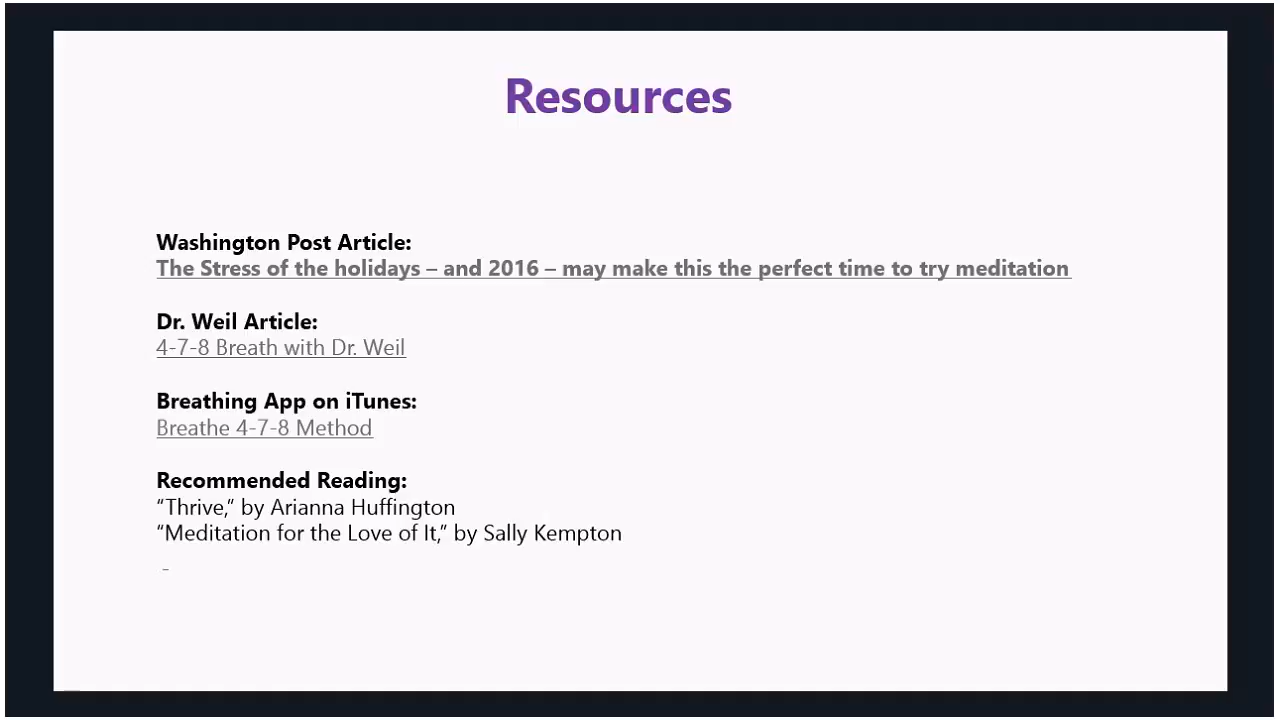 Resources
Washington Post Article:
The Stress of the holidays – and 2016 – may make this the perfect time to try meditation
Dr. Weil Article:
4-7-8 Breath with Dr. Weil
Breathing App on iTunes:
Breathe 4-7-8 Method
Recommended Reading:
“Thrive,” by Arianna Huffington
“Meditation for the Love of It,” by Sally Kempton
-